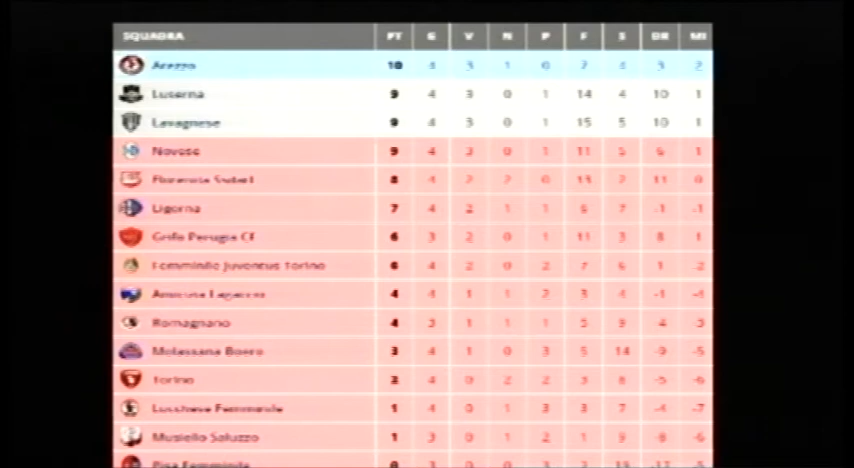 SQUADRA PT G V N P F S DR MI
Arezzo 10 4 3 1 0 7 4 3 2
Luserna 9 4 3 0 1 14 4 10 1
Lavagnese 9 4 3 0 1 15 5 10 1
Novese 9 4 3 0 1 11 5 6 1
Florentia 8 4 2 2 0 13 2 11 0
Ligorna 7 4 2 1 1 6 7 -1 -1
Grifo Perugia CF 6 3 2 0 1 11 3 8 1
Femminile Juventus Torino 6 4 2 0 2 7 6 1 -2
Lagaccio 4 4 1 1 2 3 4 -1 -4
Romagnano 4 3 1 1 1 5 9 -4 -3
Molassana Boero 3 4 1 0 3 5 14 -9 -5
Torino 2 4 0 2 2 3 8 -5 -6
Lucchese Femminile 1 4 0 1 3 3 7 -4 -7
Musiello Saluzzo 1 3 0 1 2 1 9 -8 -6
Pisa Femminile 0 3 0 0 3